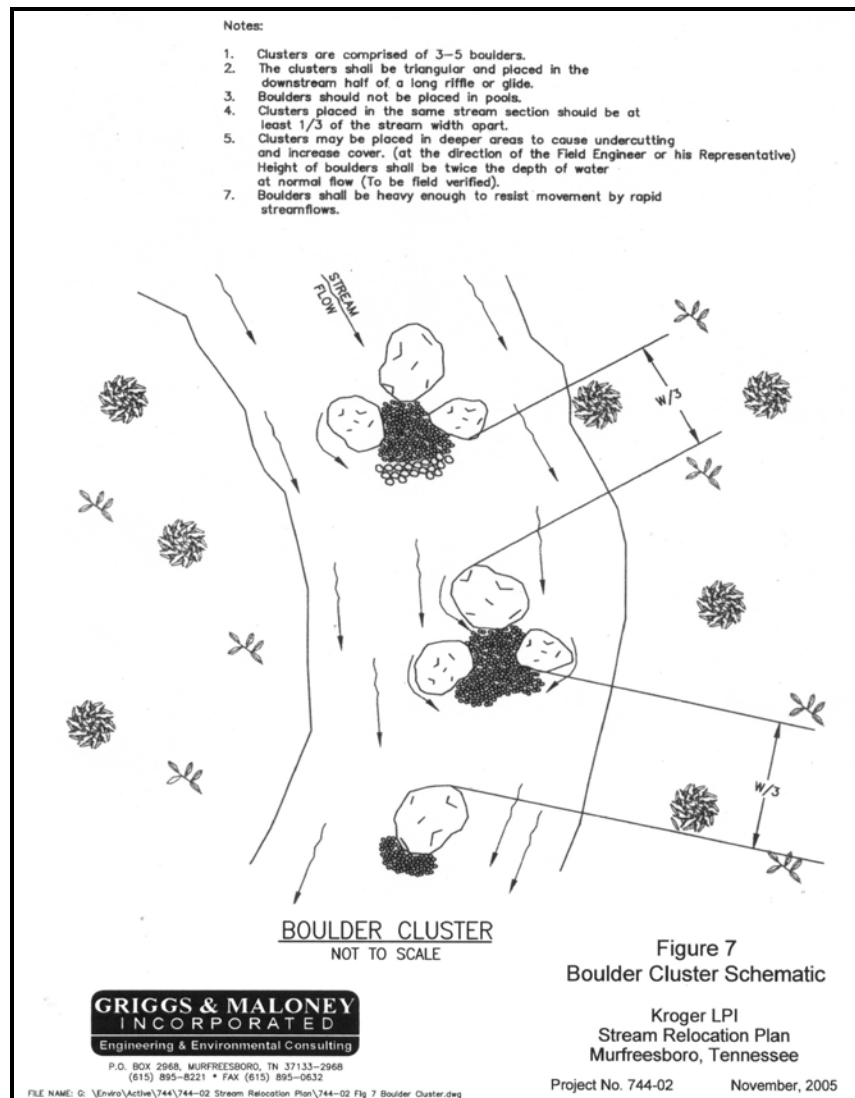 Notes:
1. Clusters are comprised of 3-5 boulders.
2. The clusters shall be triangular and placed in the
downstream half of a long riffle or glide.
3. Boulders should not be placed in pools.
4. Clusters placed in the same stream section should be at
least 1/3 of the stream width apart.
5. Clusters may be placed in deeper areas to cause undercutting
and increase cover. (at the direction of the Field Engineer or his Representative)
Height of boulders shall be twice the depth of water
at normal flow (To be field verified).
7. Boulders shall be heavy enough to resist movement by rapid
streamflows.
STREAM
FLOW
W/3
W/3
BOULDER CLUSTER
NOT TO SCALE
Figure 7
Boulder Cluster Schematic
Kroger LPI
Stream Relocation Plan
Murfreesboro, Tennessee
Project No. 744-02 November, 2005
GRIGGS & MALONEY
INCORPORATED
Engineering & Environmental Consulting
P.O. BOX 2968, MURFREESBORO, TN 37133-2968
(615) 895-8221 * FAX (615) 895-0632
FILE NAME: G: \Enviro\Active\744\744-02 Stream Relocation Plan\744-02 Fig 7 Boulder Cluster.dwg